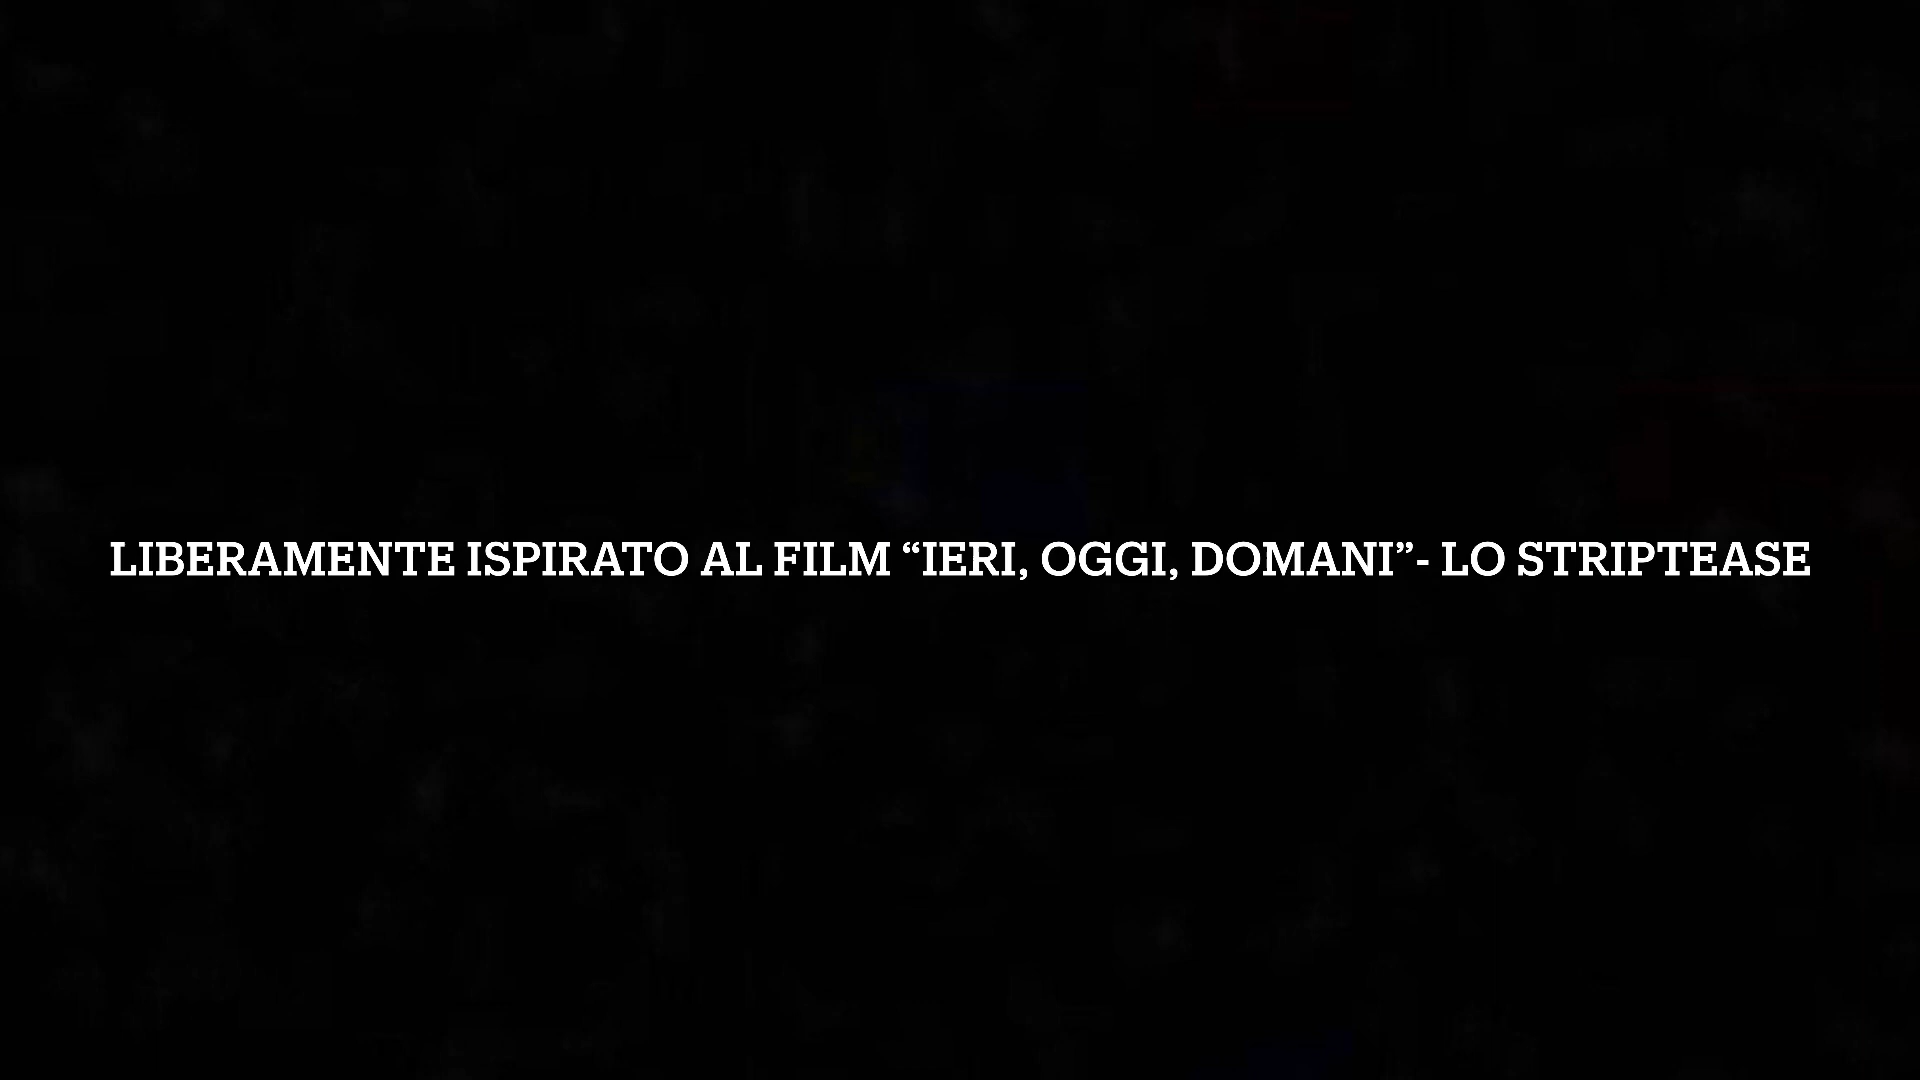 LIBERAMENTE ISPIRATO AL FILM “IERI, OGGI, DOMANI”- LO STRIPTEASE